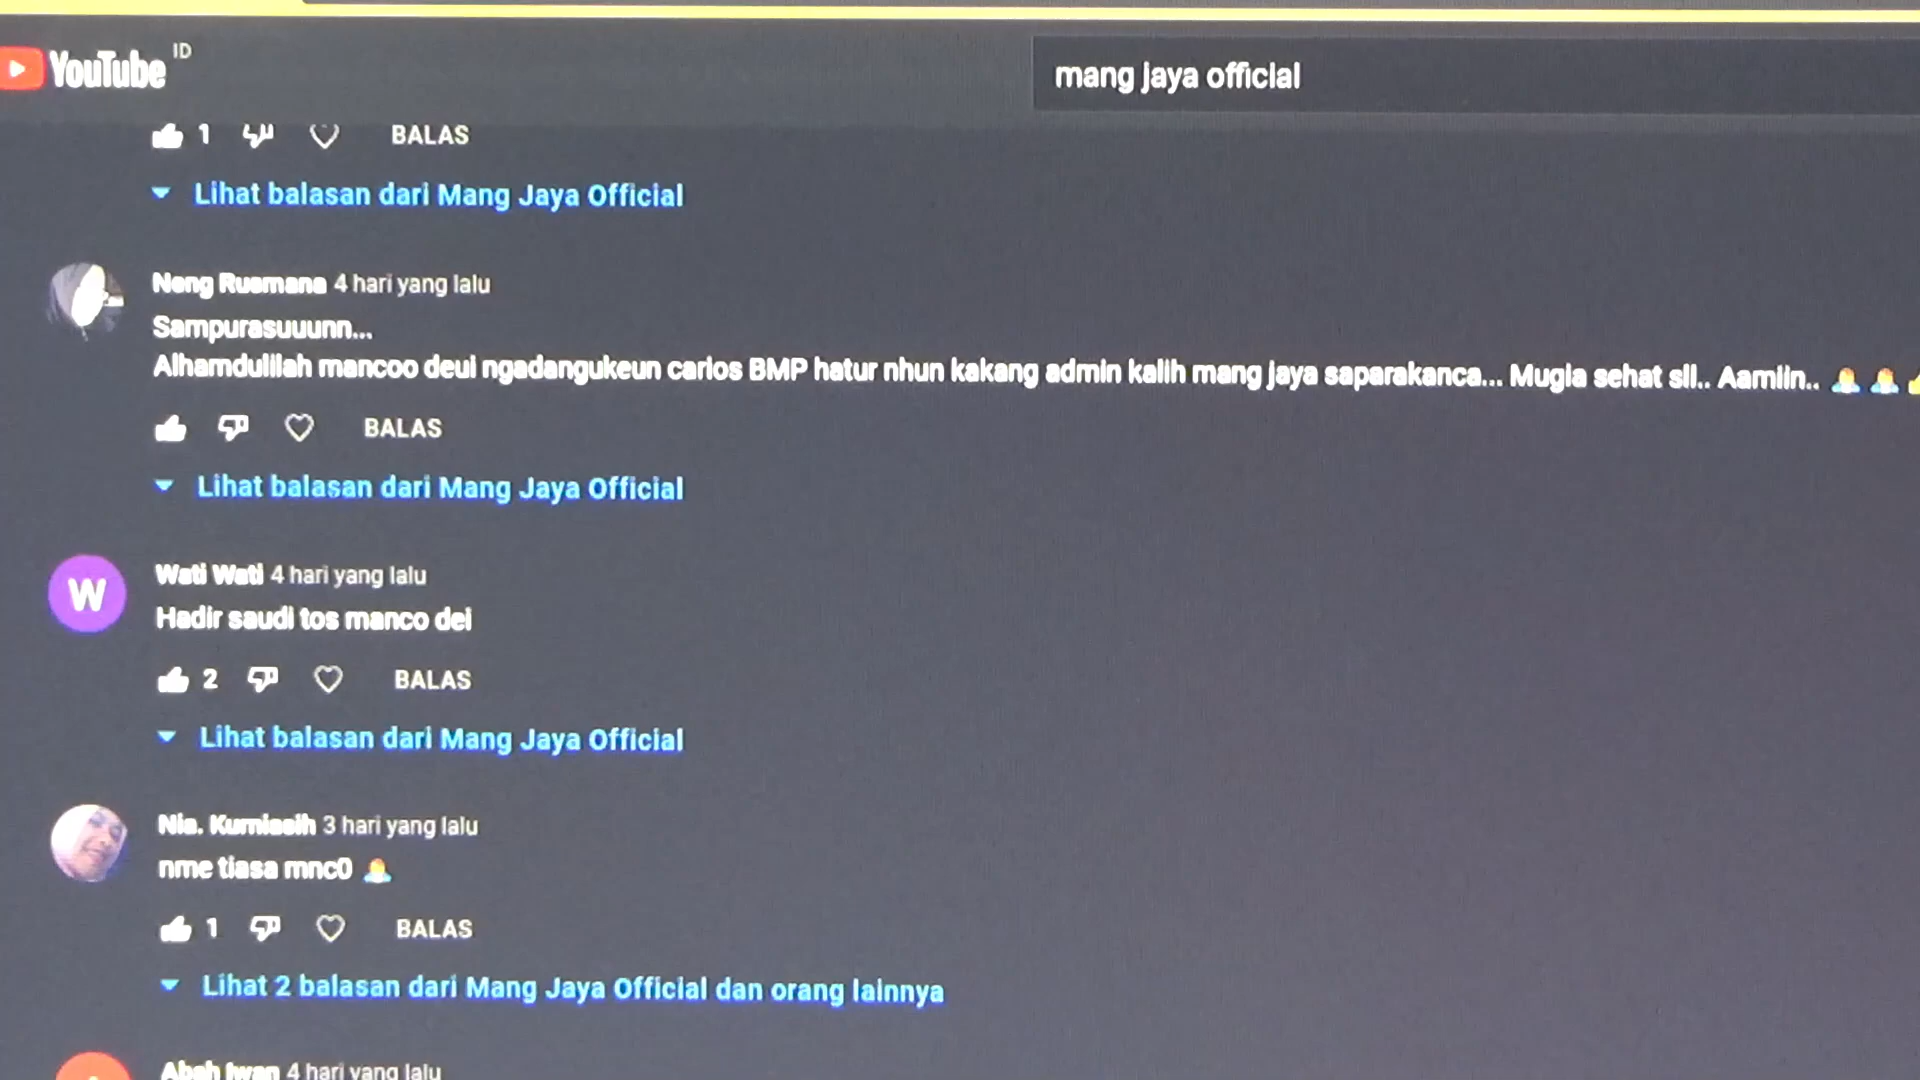 YouTube ID
mang jaya official
1 BALAS
Lihat balasan dari Mang Jaya Official
Neng Rusmana 4 hari yang lalu
Sampurasuuunn...
Alhamdulilah mancoo deui ngadangukeun carios BMP hatur nhun kakang admin kalih mang jaya saparakanca... Mugia sehat sll.. Aamiin..
BALAS
Lihat balasan dari Mang Jaya Official
W
Wati Wati 4 hari yang lalu
Hadir saudi tos manco dei
2 BALAS
Lihat balasan dari Mang Jaya Official
Nia. Kurniasih 3 hari yang lalu
nme tiasa mnc0
1 BALAS
Lihat 2 balasan dari Mang Jaya Official dan orang lainnya
Abah Iwan 4 hari yang lalu